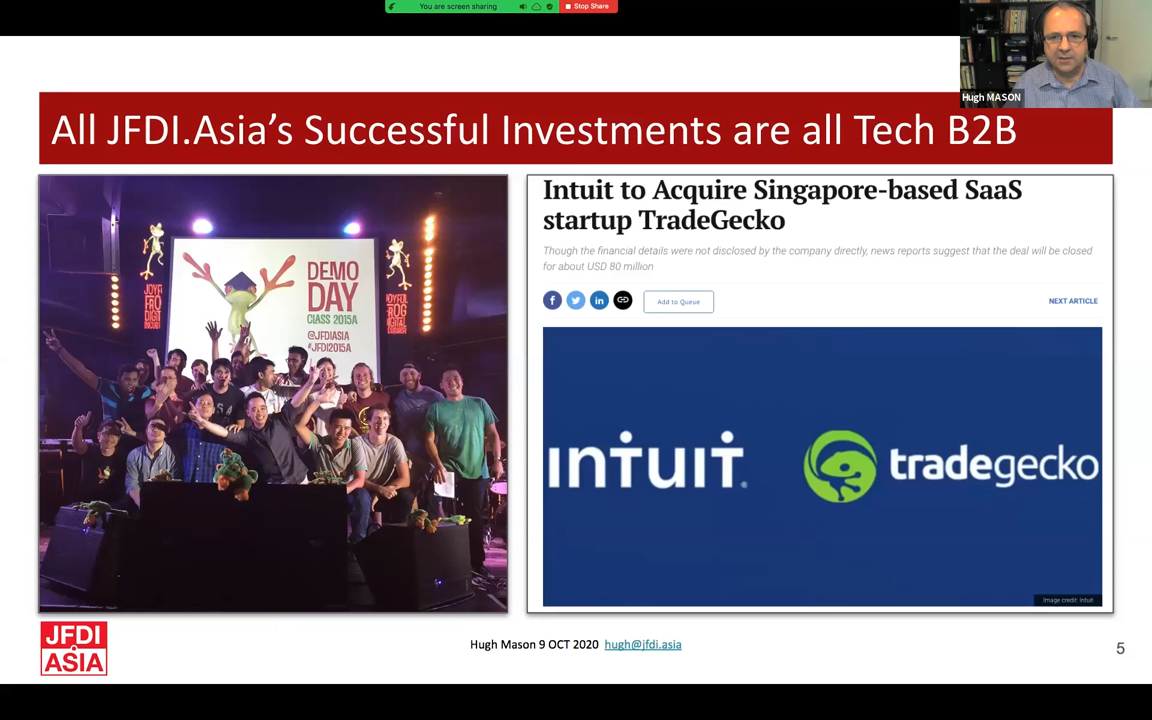 You are screen sharing
Stop Share
Hugh MASON
All JFDI.Asia's Successful Investments are all Tech B2B
DEMO
DAY
CLASS 2015A
@JFDIASIA
#JFDI2015A
JOYFUL
FROG
DIGITAL
INCUBATOR
Intuit to Acquire Singapore-based SaaS
startup TradeGecko
Though the financial details were not disclosed by the company directly, news reports suggest that the deal will be closed
for about USD 80 million
Add to Queue
NEXT ARTICLE
intuit.
tradegecko
Image credit: Intuit
JFDI
ASIA
Hugh Mason 9 OCT 2020 hugh@jfdi.asia
5